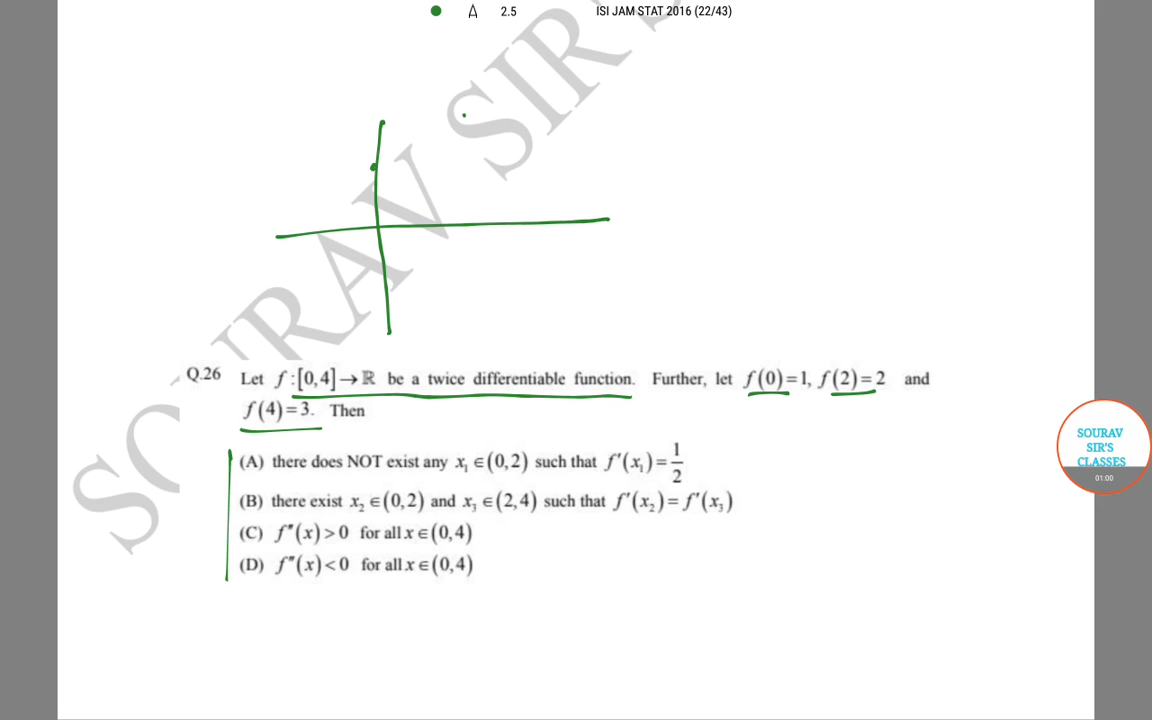 A 2.5 ISI JAM STAT 2016 (22/43)
SOURAV SIR'S
Q.26 Let f:[0,4]→ℝ be a twice differentiable function. Further, let f(0)=1, f(2)=2 and
f(4)=3. Then
(A) there does NOT exist any x₁ ∈(0,2) such that f′(x₁)=1/2
(B) there exist x₂ ∈(0,2) and x₃ ∈(2,4) such that f′(x₂)=f′(x₃)
(C) f″(x)>0 for all x∈(0,4)
(D) f″(x)<0 for all x∈(0,4)
SOURAV
SIR'S
CLASSES
01:00